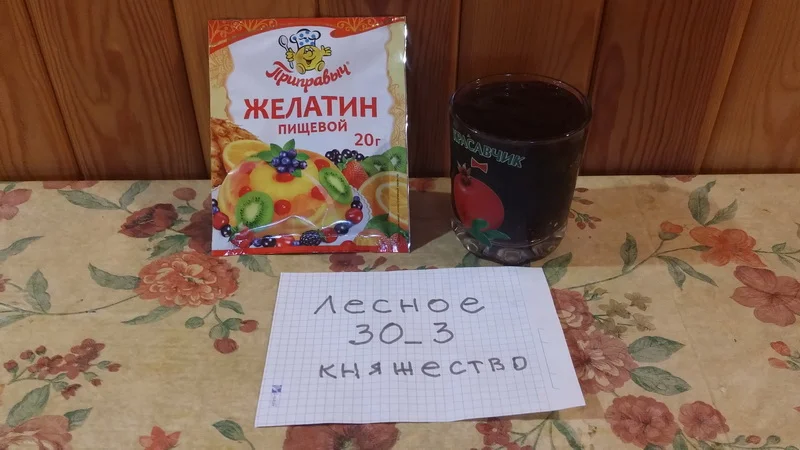 Приправыч
ЖЕЛАТИН
ПИЩЕВОЙ
20г
КРАСАВЧИК
Лесное
30_3
княжество